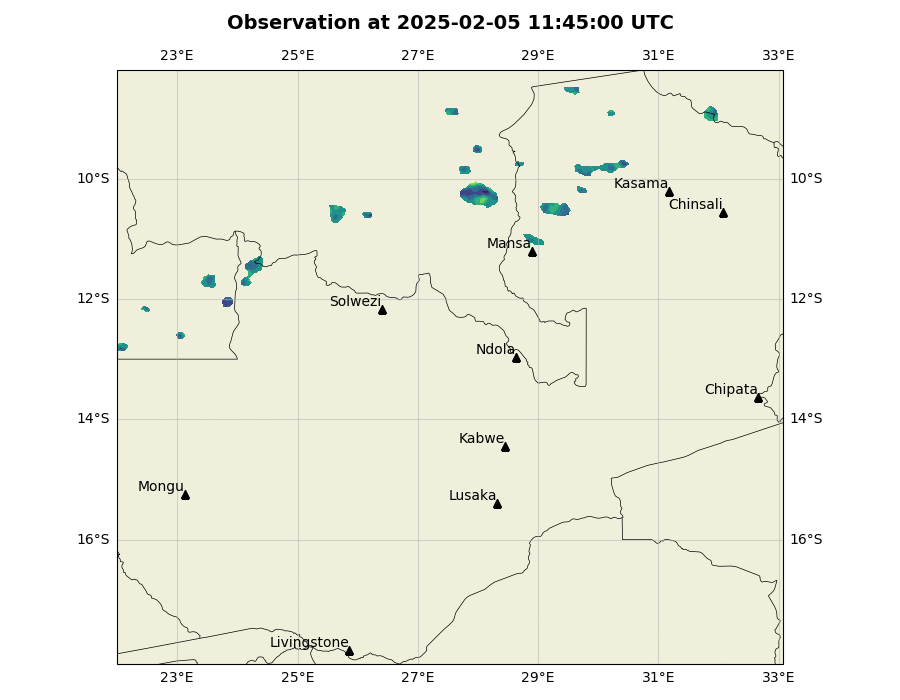 Observation at 2025-02-05 11:45:00 UTC
23°E 25°E 27°E 29°E 31°E 33°E
10°S 10°S
Kasama
Chinsali
Mansa
12°S 12°S
Solwezi
Ndola
Chipata
14°S 14°S
Kabwe
Mongu
Lusaka
16°S 16°S
Livingstone
23°E 25°E 27°E 29°E 31°E 33°E